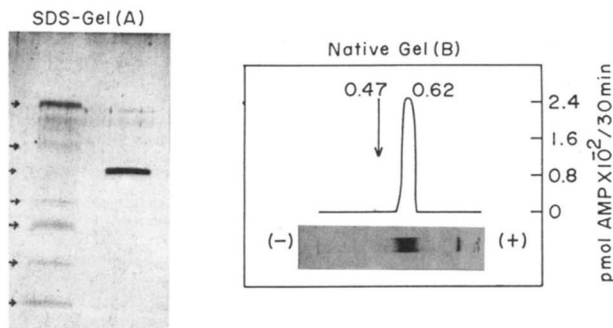 SDS-Gel (A)
Native Gel (B)
0.47
0.62
2.4
1.6
0.8
0
(-)
(+)
pmol AMP X10⁻²/30min